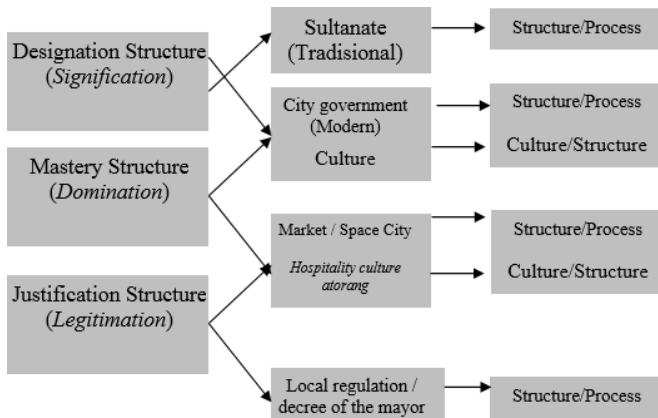 Designation Structure
(Signification)
Mastery Structure
(Domination)
Justification Structure
(Legitimation)
Sultanate
(Tradisional)
City government
(Modern)
Culture
Market / Space City
Hospitality culture
atorang
Local regulation /
decree of the mayor
Structure/Process
Structure/Process
Culture/Structure
Structure/Process
Culture/Structure
Structure/Process